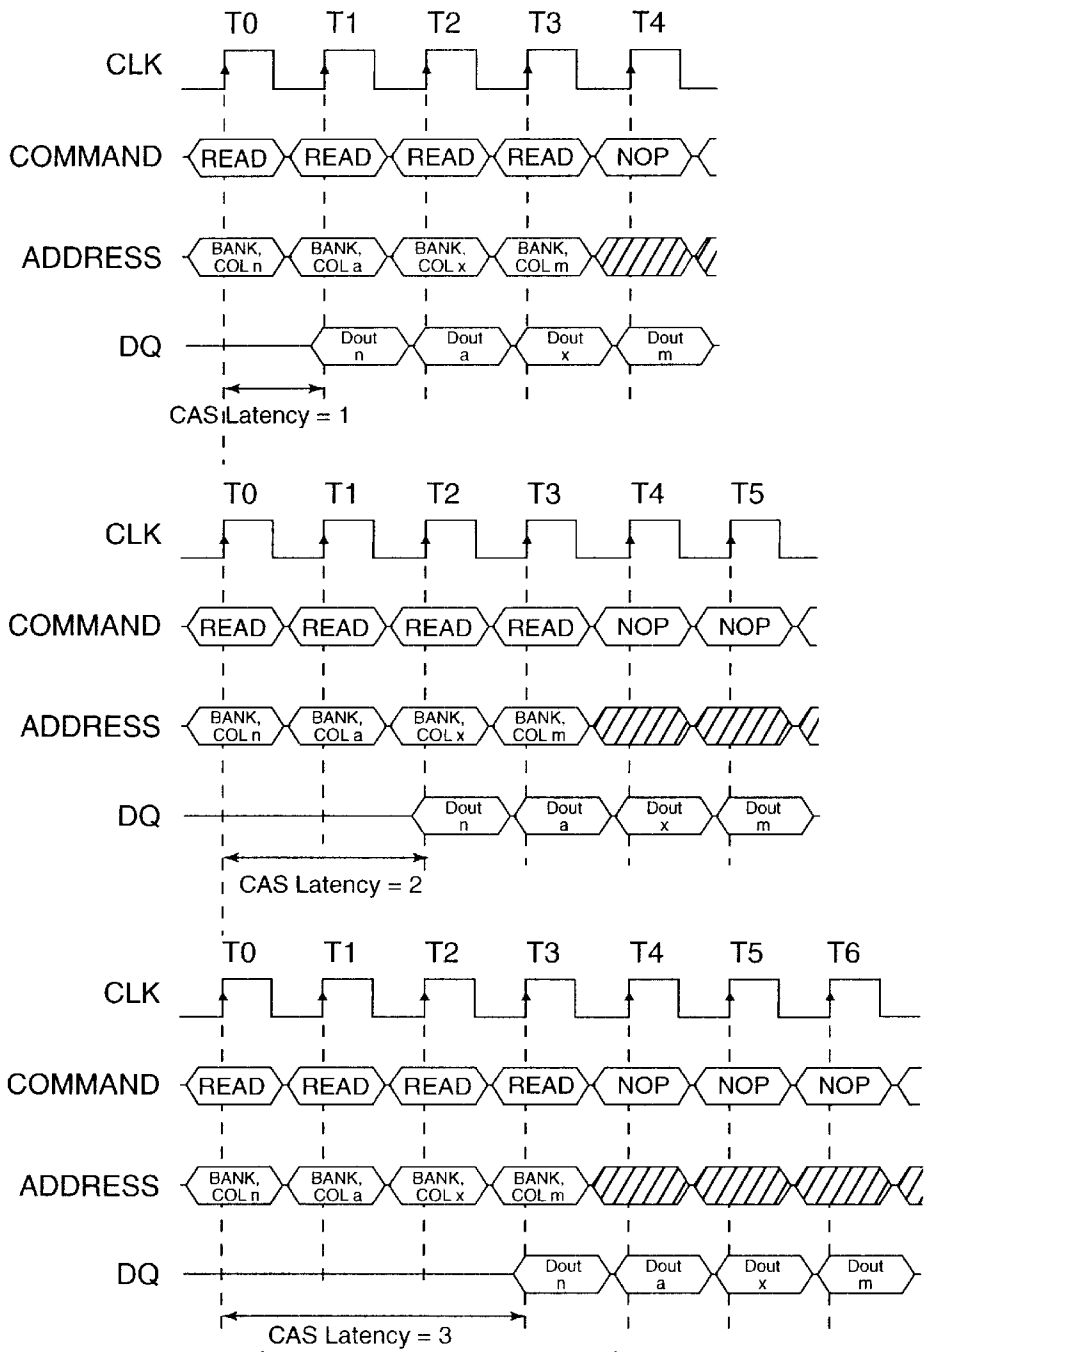 T0 T1 T2 T3 T4
CLK
COMMAND READ READ READ READ NOP
ADDRESS BANK, COL n BANK, COL a BANK, COL x BANK, COL m
DQ Dout n Dout a Dout x Dout m
CAS Latency = 1
T0 T1 T2 T3 T4 T5
CLK
COMMAND READ READ READ READ NOP NOP
ADDRESS BANK, COL n BANK, COL a BANK, COL x BANK, COL m
DQ Dout n Dout a Dout x Dout m
CAS Latency = 2
T0 T1 T2 T3 T4 T5 T6
CLK
COMMAND READ READ READ READ NOP NOP NOP
ADDRESS BANK, COL n BANK, COL a BANK, COL x BANK, COL m
DQ Dout n Dout a Dout x Dout m
CAS Latency = 3